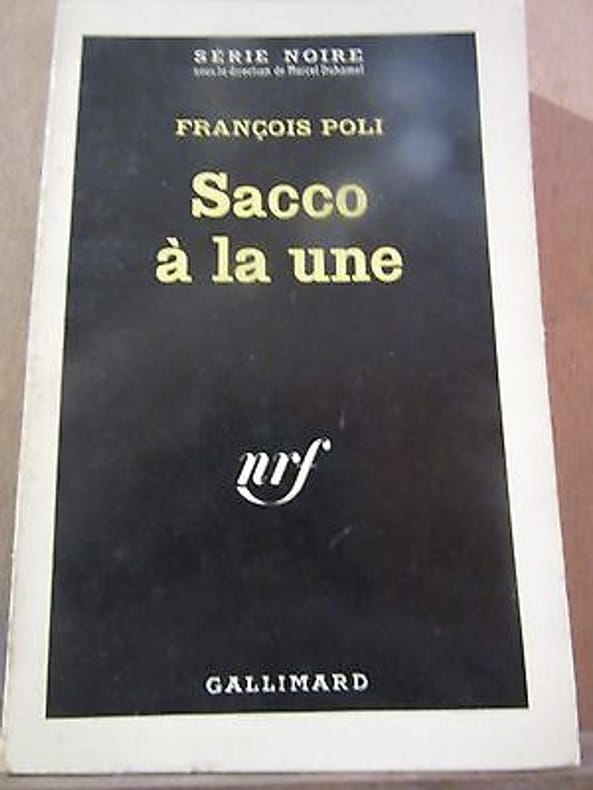 SÉRIE NOIRE
sous la direction de Marcel Duhamel
FRANÇOIS POLI
Sacco
à la une
nrf
GALLIMARD